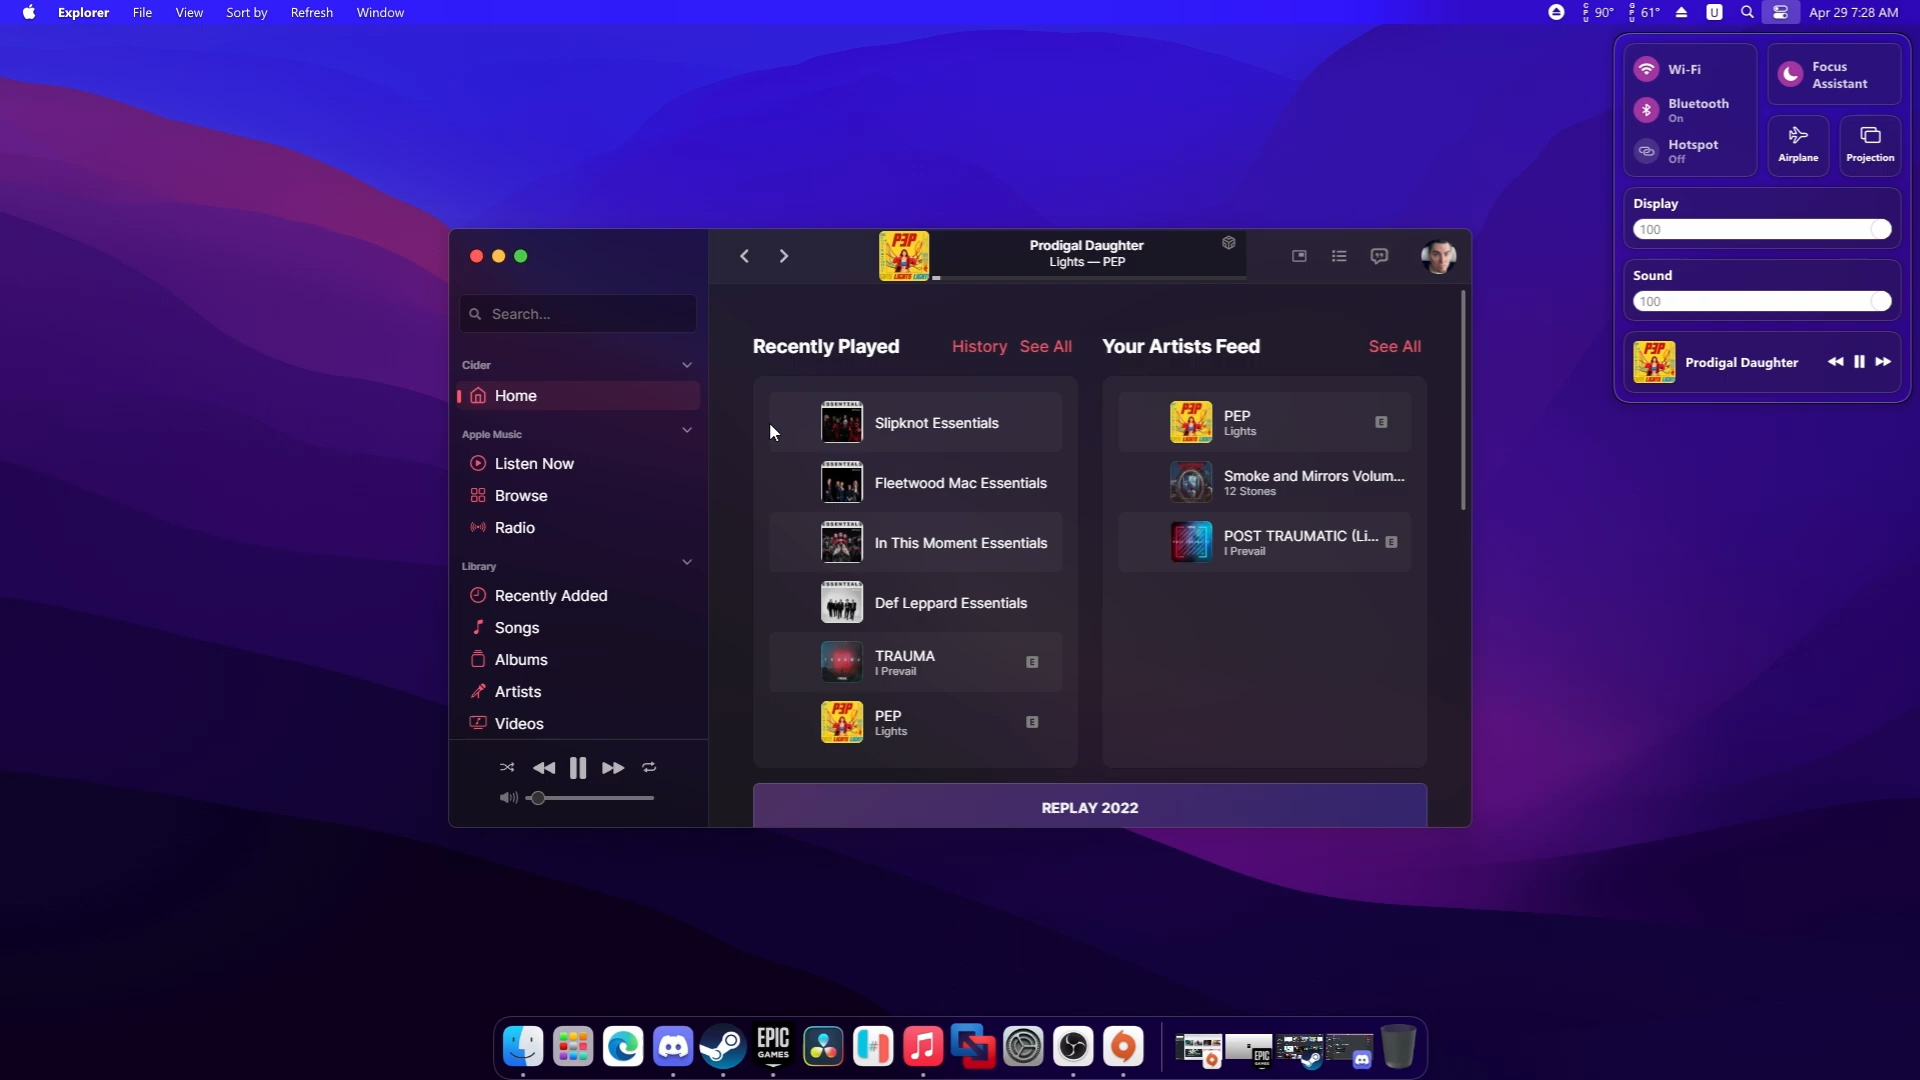 Explorer File View Sort by Refresh Window
CPU 90° GPU 61° U Apr 29 7:28 AM
Wi-Fi
Bluetooth
On
Hotspot
Off
Focus
Assistant
Airplane
Projection
Display
100
Sound
100
Prodigal Daughter
Prodigal Daughter
Lights — PEP
Search...
Cider
Home
Apple Music
Listen Now
Browse
Radio
Library
Recently Added
Songs
Albums
Artists
Videos
Recently Played History See All
Slipknot Essentials
Fleetwood Mac Essentials
In This Moment Essentials
Def Leppard Essentials
TRAUMA
I Prevail
E
PEP
Lights
E
Your Artists Feed See All
PEP
Lights
E
Smoke and Mirrors Volum...
12 Stones
POST TRAUMATIC (Li...
I Prevail
E
REPLAY 2022
EPIC
GAMES